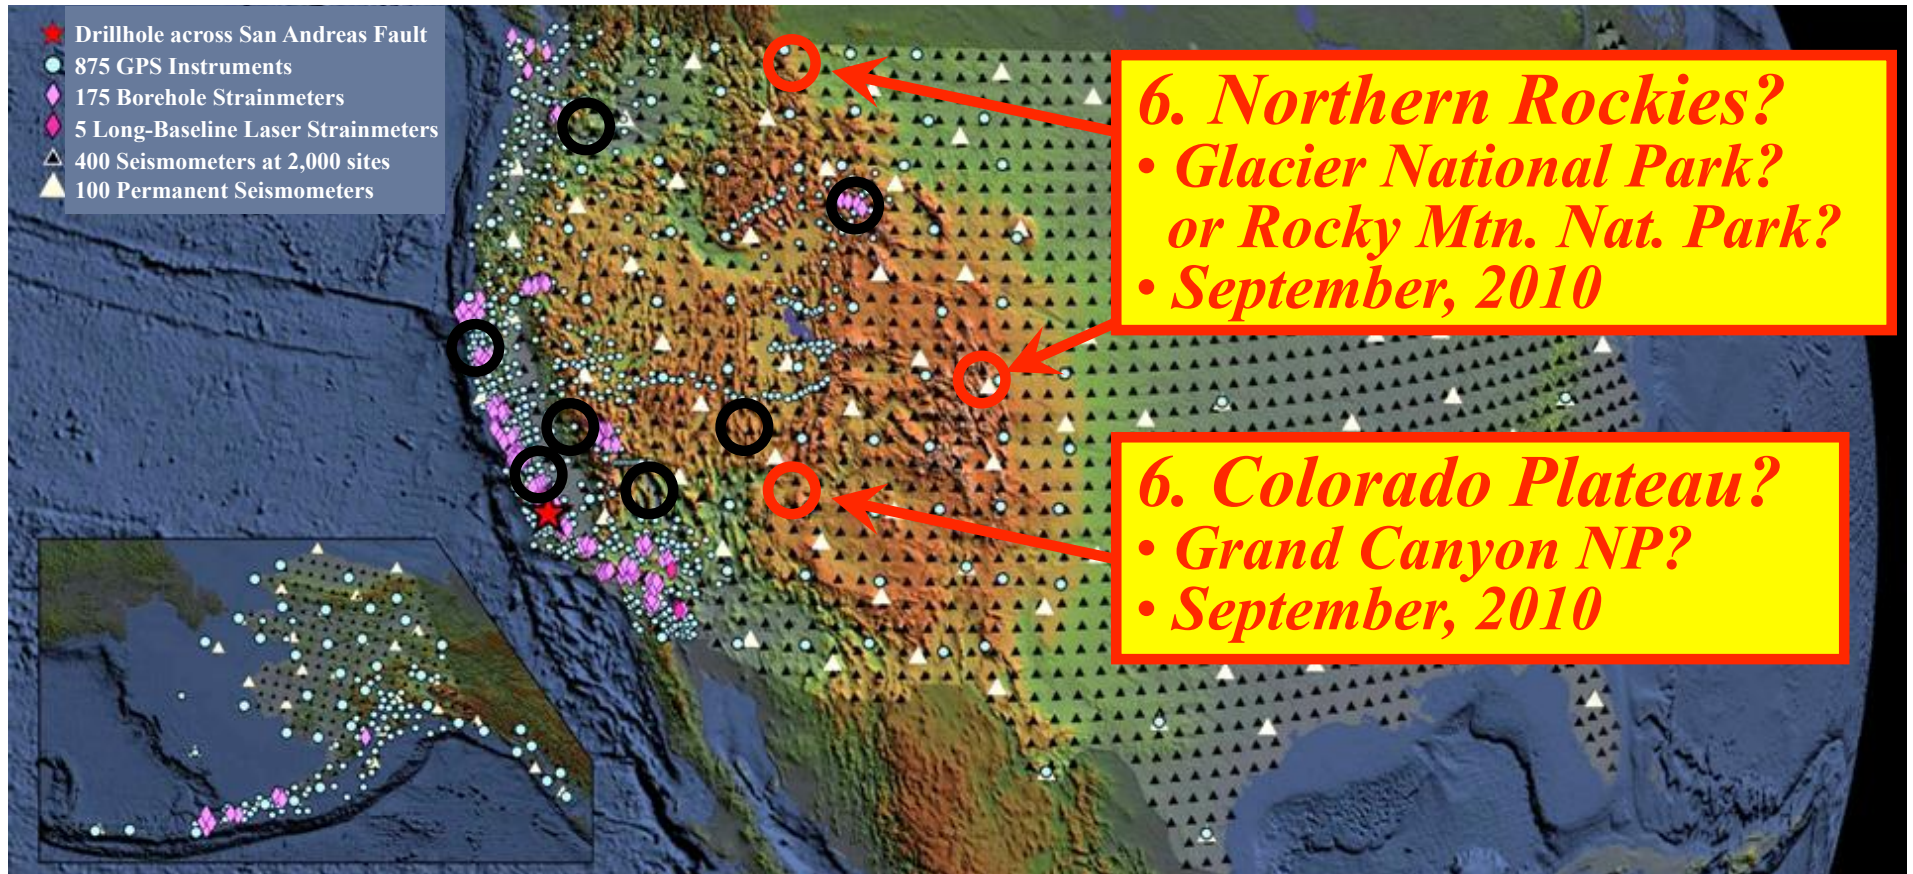 Drillhole across San Andreas Fault
875 GPS Instruments
175 Borehole Strainmeters
5 Long-Baseline Laser Strainmeters
400 Seismometers at 2,000 sites
100 Permanent Seismometers
6. Northern Rockies?
• Glacier National Park?
or Rocky Mtn. Nat. Park?
• September, 2010
6. Colorado Plateau?
• Grand Canyon NP?
• September, 2010